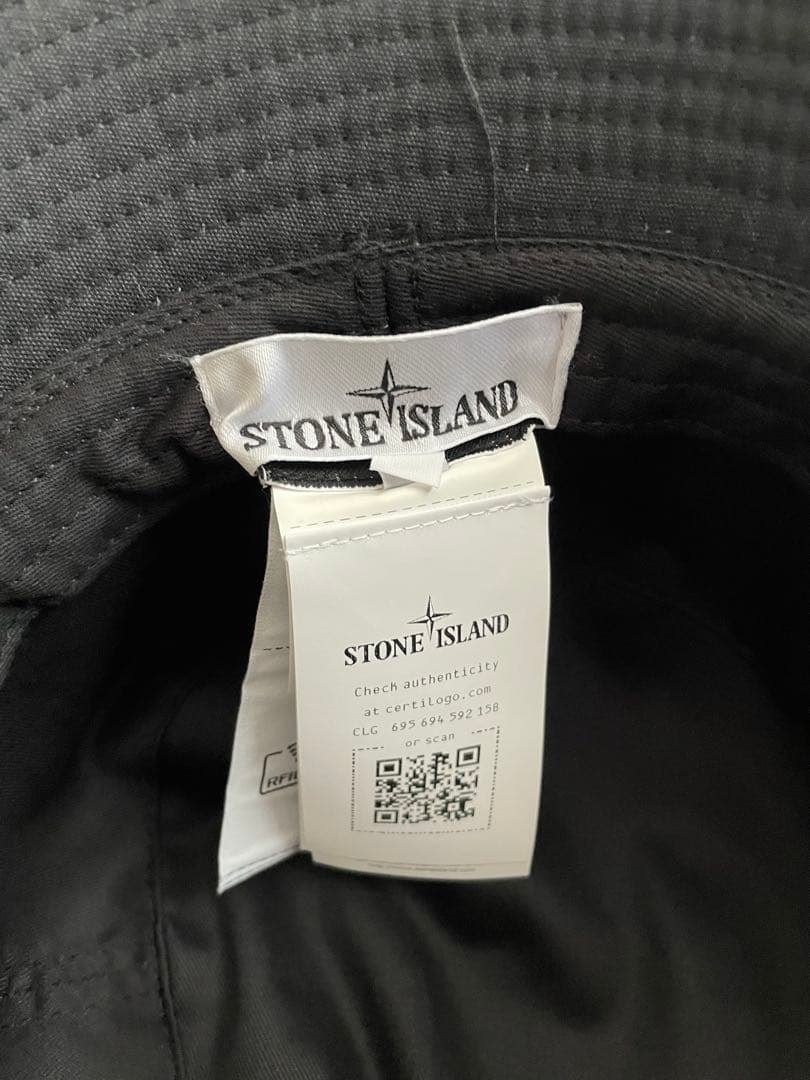 STONE ISLAND
STONE ISLAND
Check authenticity
at certilogo.com
CLG 695 694 592 158
or scan
RFID